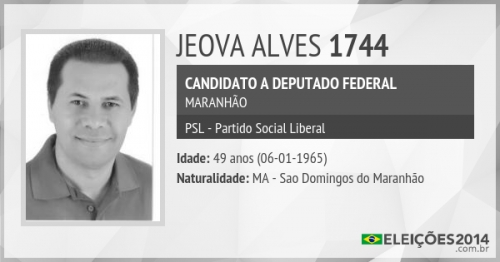 JEOVA ALVES 1744
CANDIDATO A DEPUTADO FEDERAL
MARANHÃO
PSL - Partido Social Liberal
Idade: 49 anos (06-01-1965)
Naturalidade: MA - Sao Domingos do Maranhão
ELEIÇÕES2014
.com.br